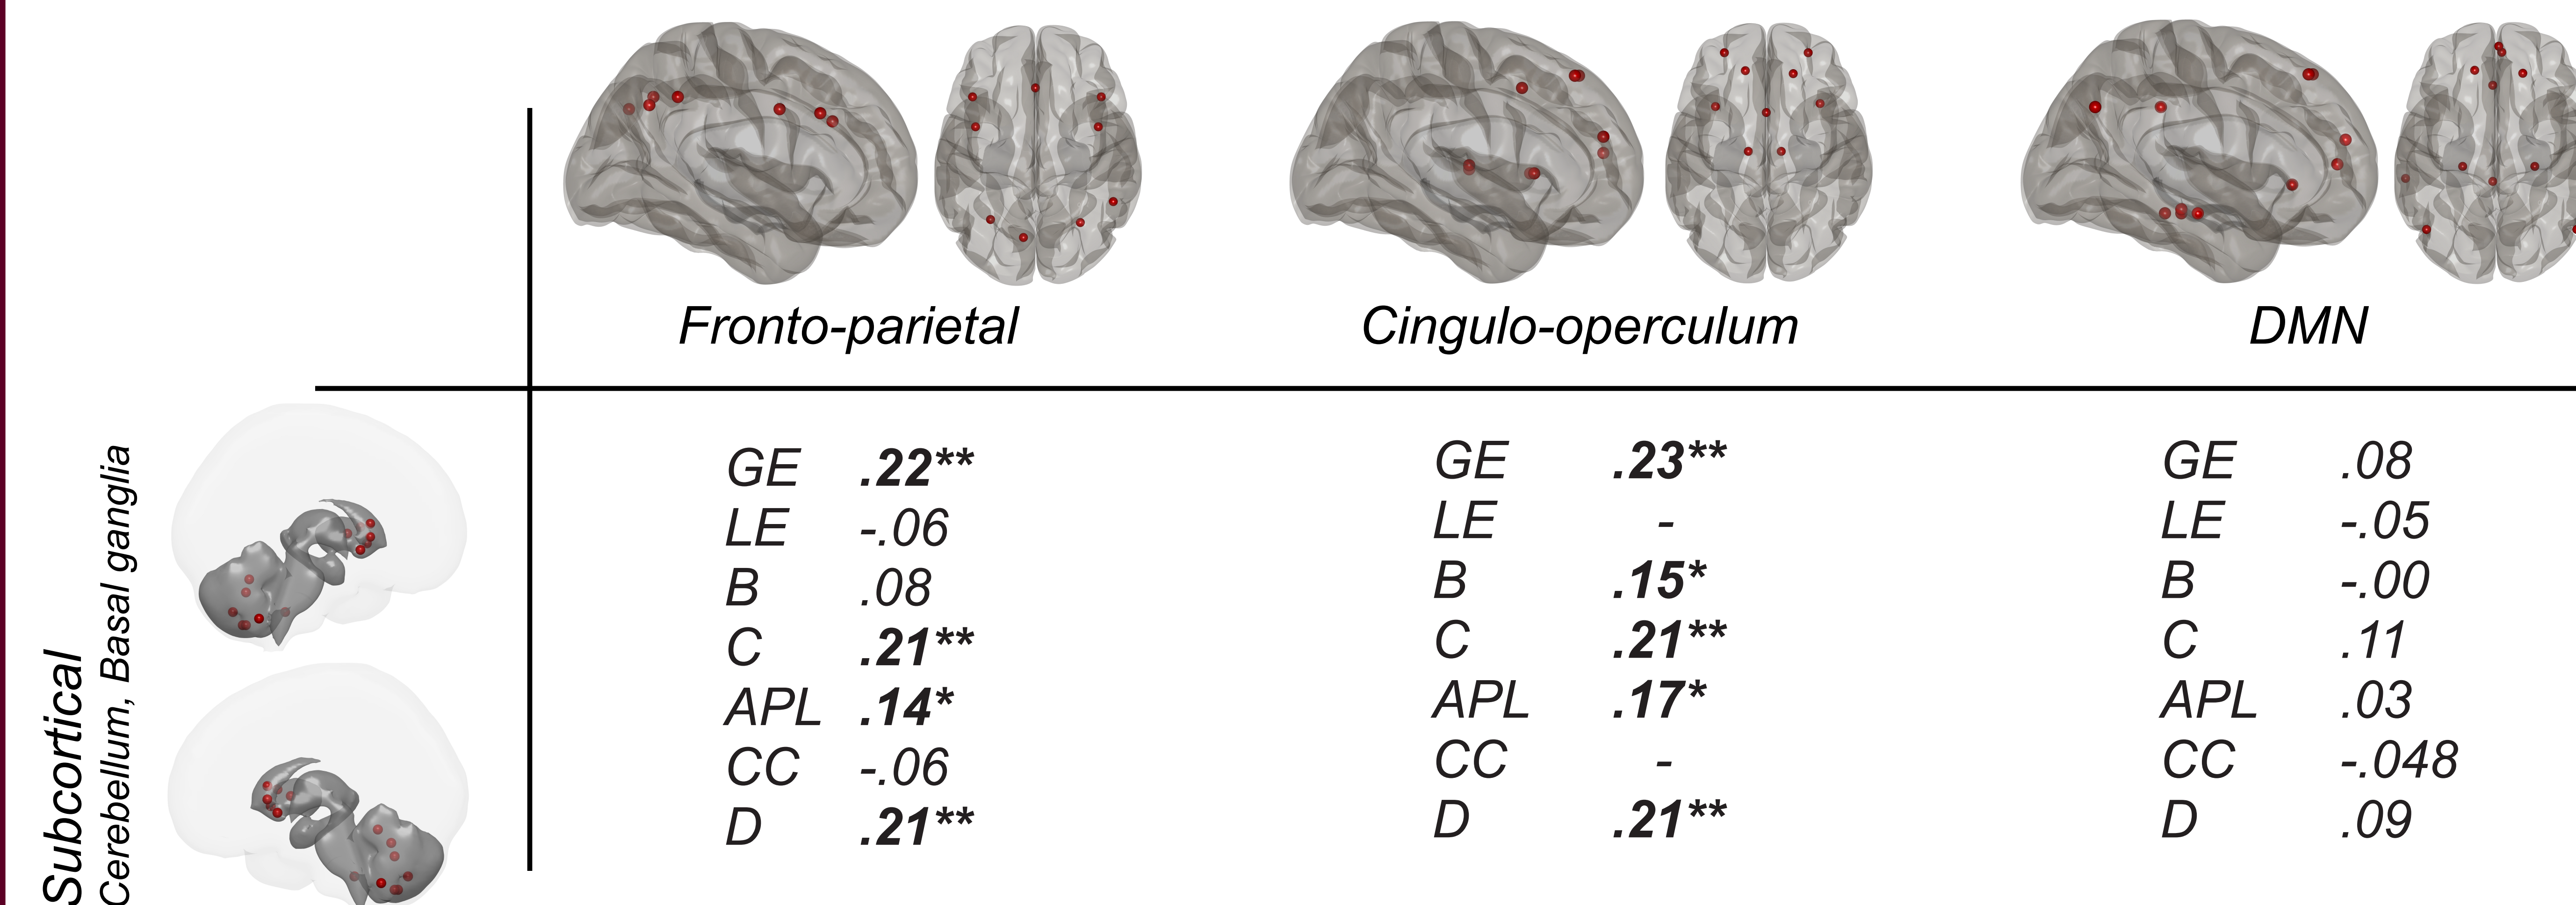 Fronto-parietal
Cingulo-operculum
DMN
Subcortical
Cerebellum, Basal ganglia
GE .22**
LE -.06
B .08
C .21**
APL .14*
CC -.06
D .21**
GE .23**
LE -
B .15*
C .21**
APL .17*
CC -
D .21**
GE .08
LE -.05
B -.00
C .11
APL .03
CC -.048
D .09